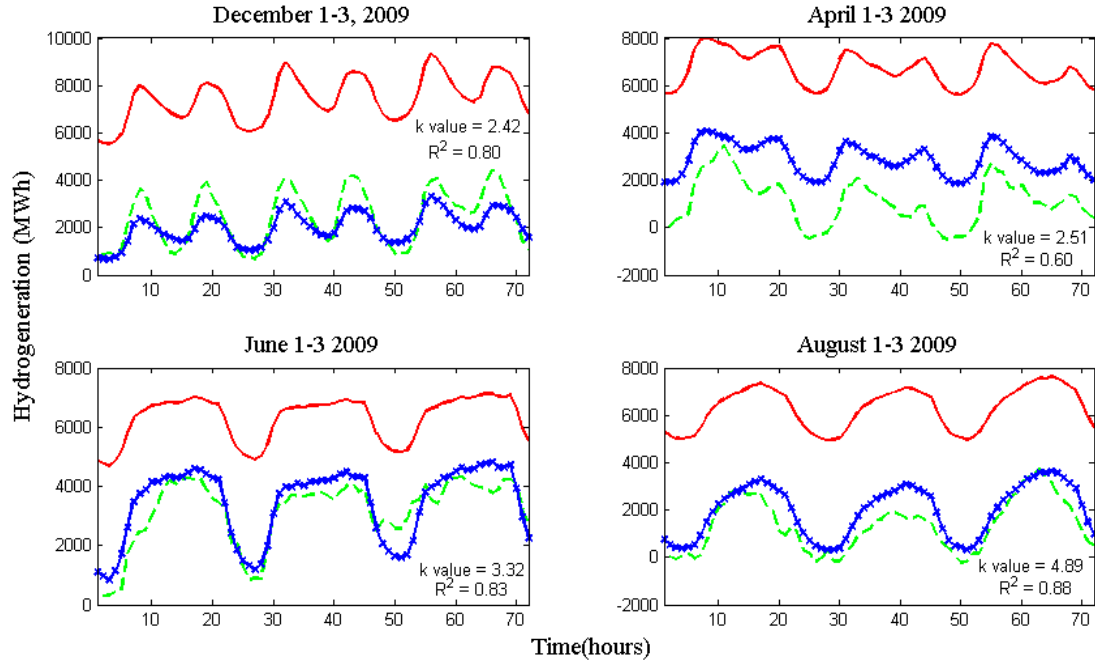 December 1-3, 2009
10000
8000
6000
4000
2000
0
10 20 30 40 50 60 70
k value = 2.42
R² = 0.80
April 1-3 2009
8000
6000
4000
2000
0
-2000
10 20 30 40 50 60 70
k value = 2.51
R² = 0.60
Hydrogeneration (MWh)
June 1-3 2009
8000
6000
4000
2000
0
10 20 30 40 50 60 70
k value = 3.32
R² = 0.83
August 1-3 2009
8000
6000
4000
2000
0
-2000
10 20 30 40 50 60 70
k value = 4.89
R² = 0.88
Time(hours)